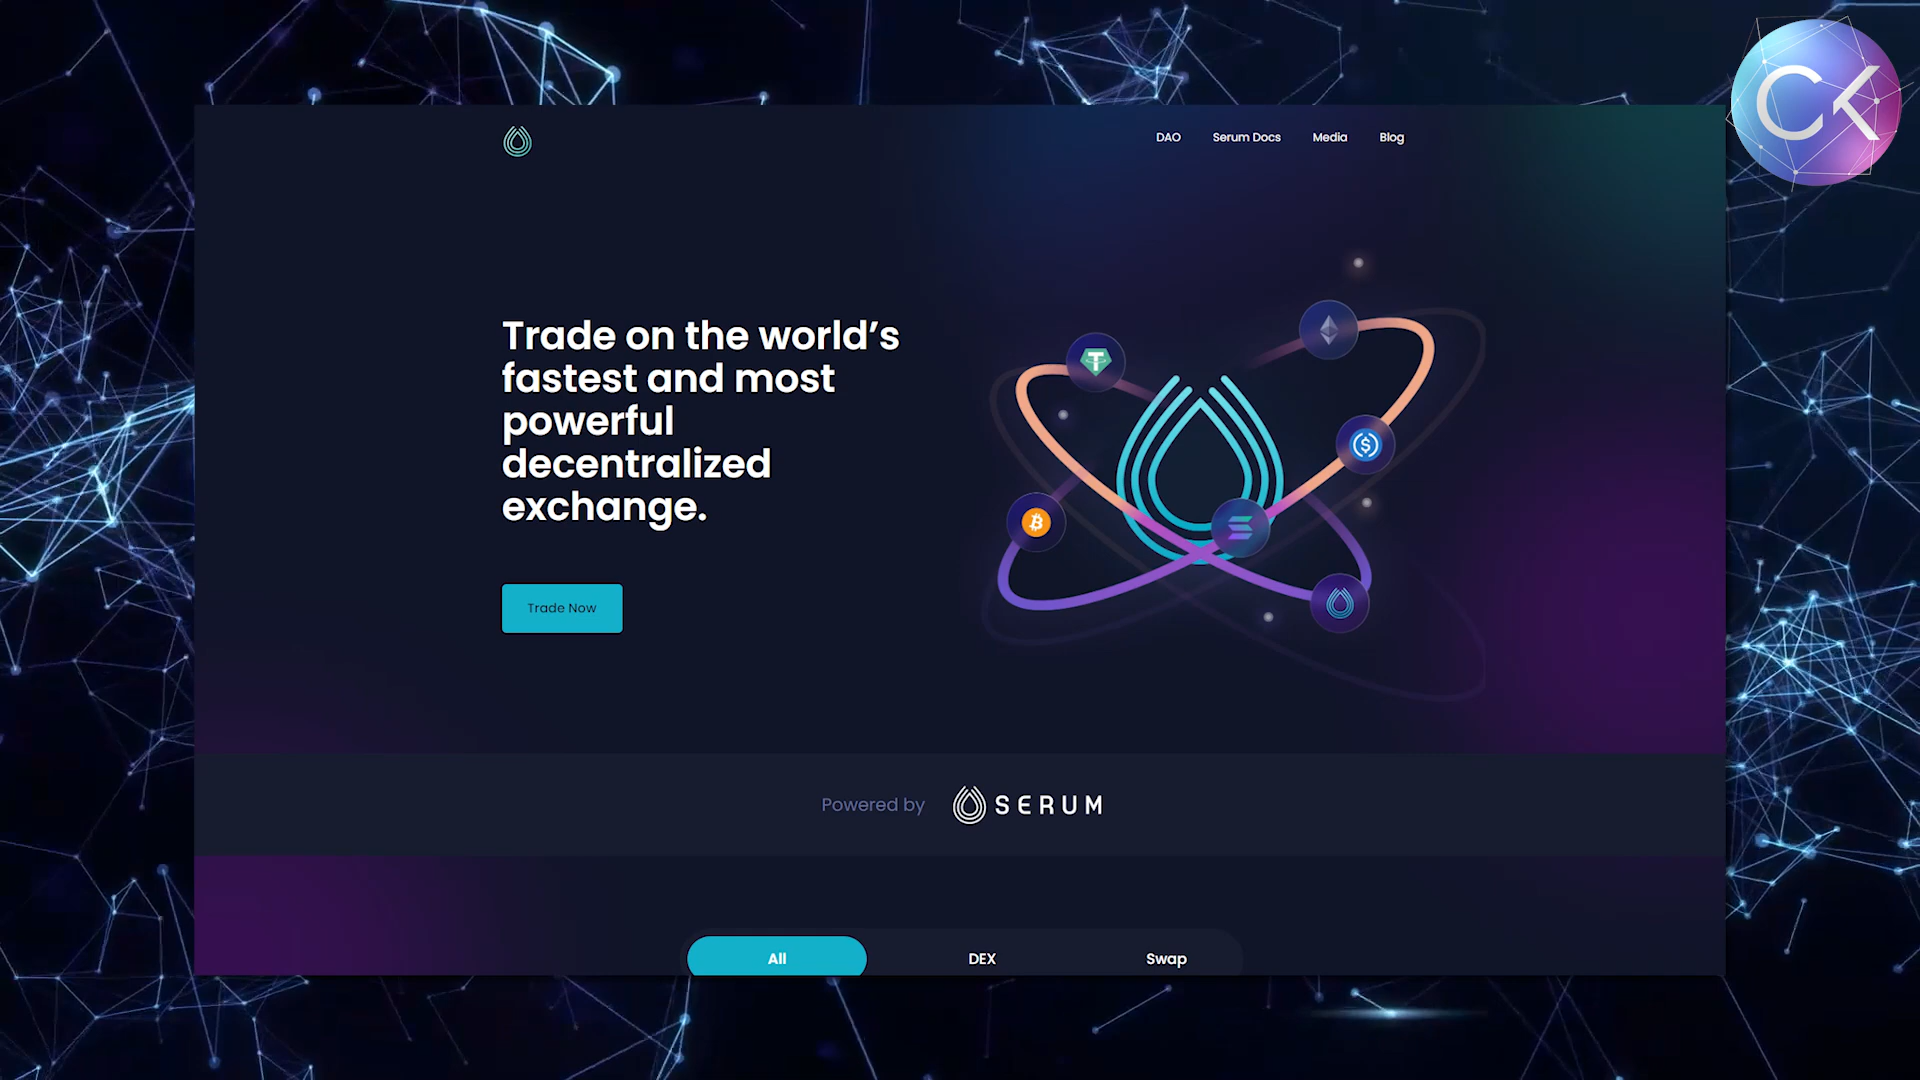 CK
DAO
Serum Docs
Media
Blog
Trade on the world’s
fastest and most
powerful
decentralized
exchange.
Trade Now
Powered by
SERUM
All
DEX
Swap